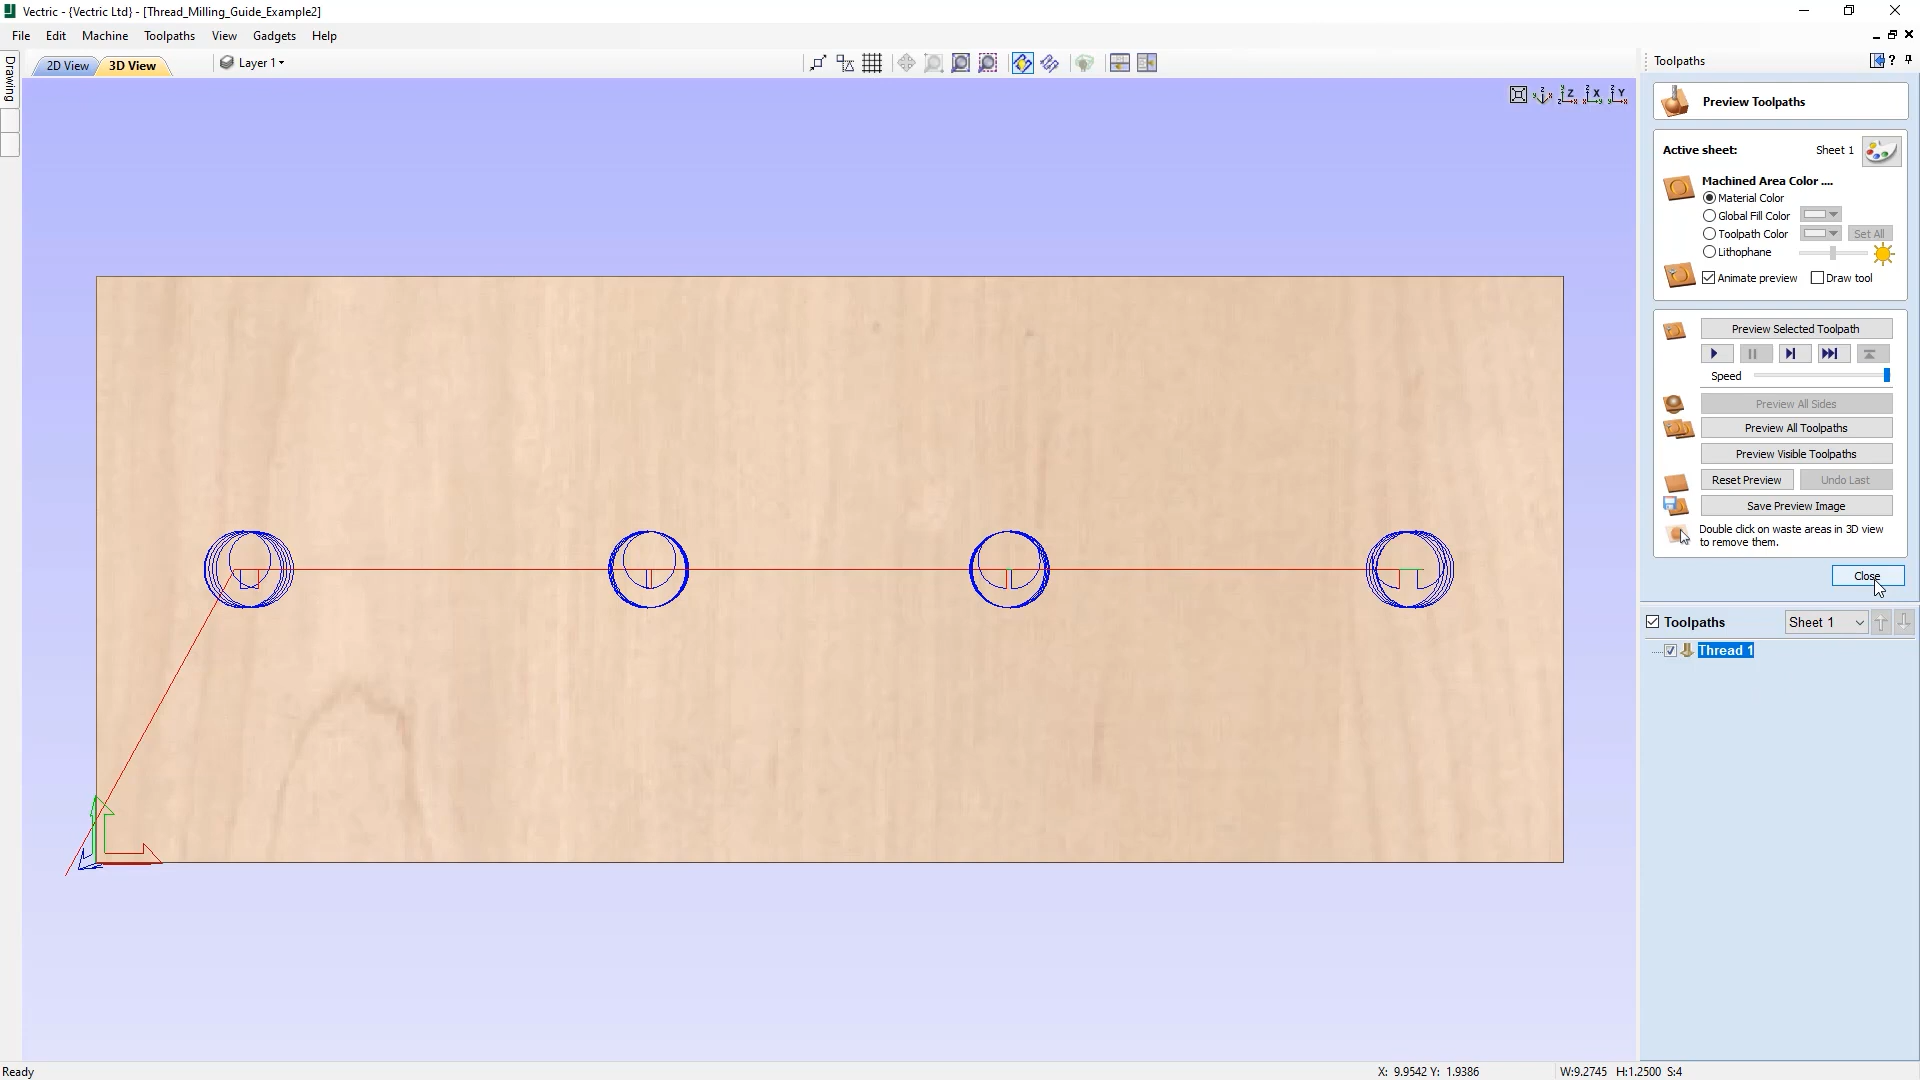 Vectric - {Vectric Ltd} - [Thread_Milling_Guide_Example2]
File Edit Machine Toolpaths View Gadgets Help
Drawing
2D View 3D View Layer 1
Z X Y
Toolpaths ?
Preview Toolpaths
Active sheet: Sheet 1
Machined Area Color ....
Material Color
Global Fill Color
Toolpath Color Set All
Lithophane
Animate preview Draw tool
Preview Selected Toolpath
Speed
Preview All Sides
Preview All Toolpaths
Preview Visible Toolpaths
Reset Preview Undo Last
Save Preview Image
Double click on waste areas in 3D view
to remove them.
Close
Toolpaths Sheet 1
Thread 1
Ready X: 9.9542 Y: 1.9386 W:9.2745 H:1.2500 S:4